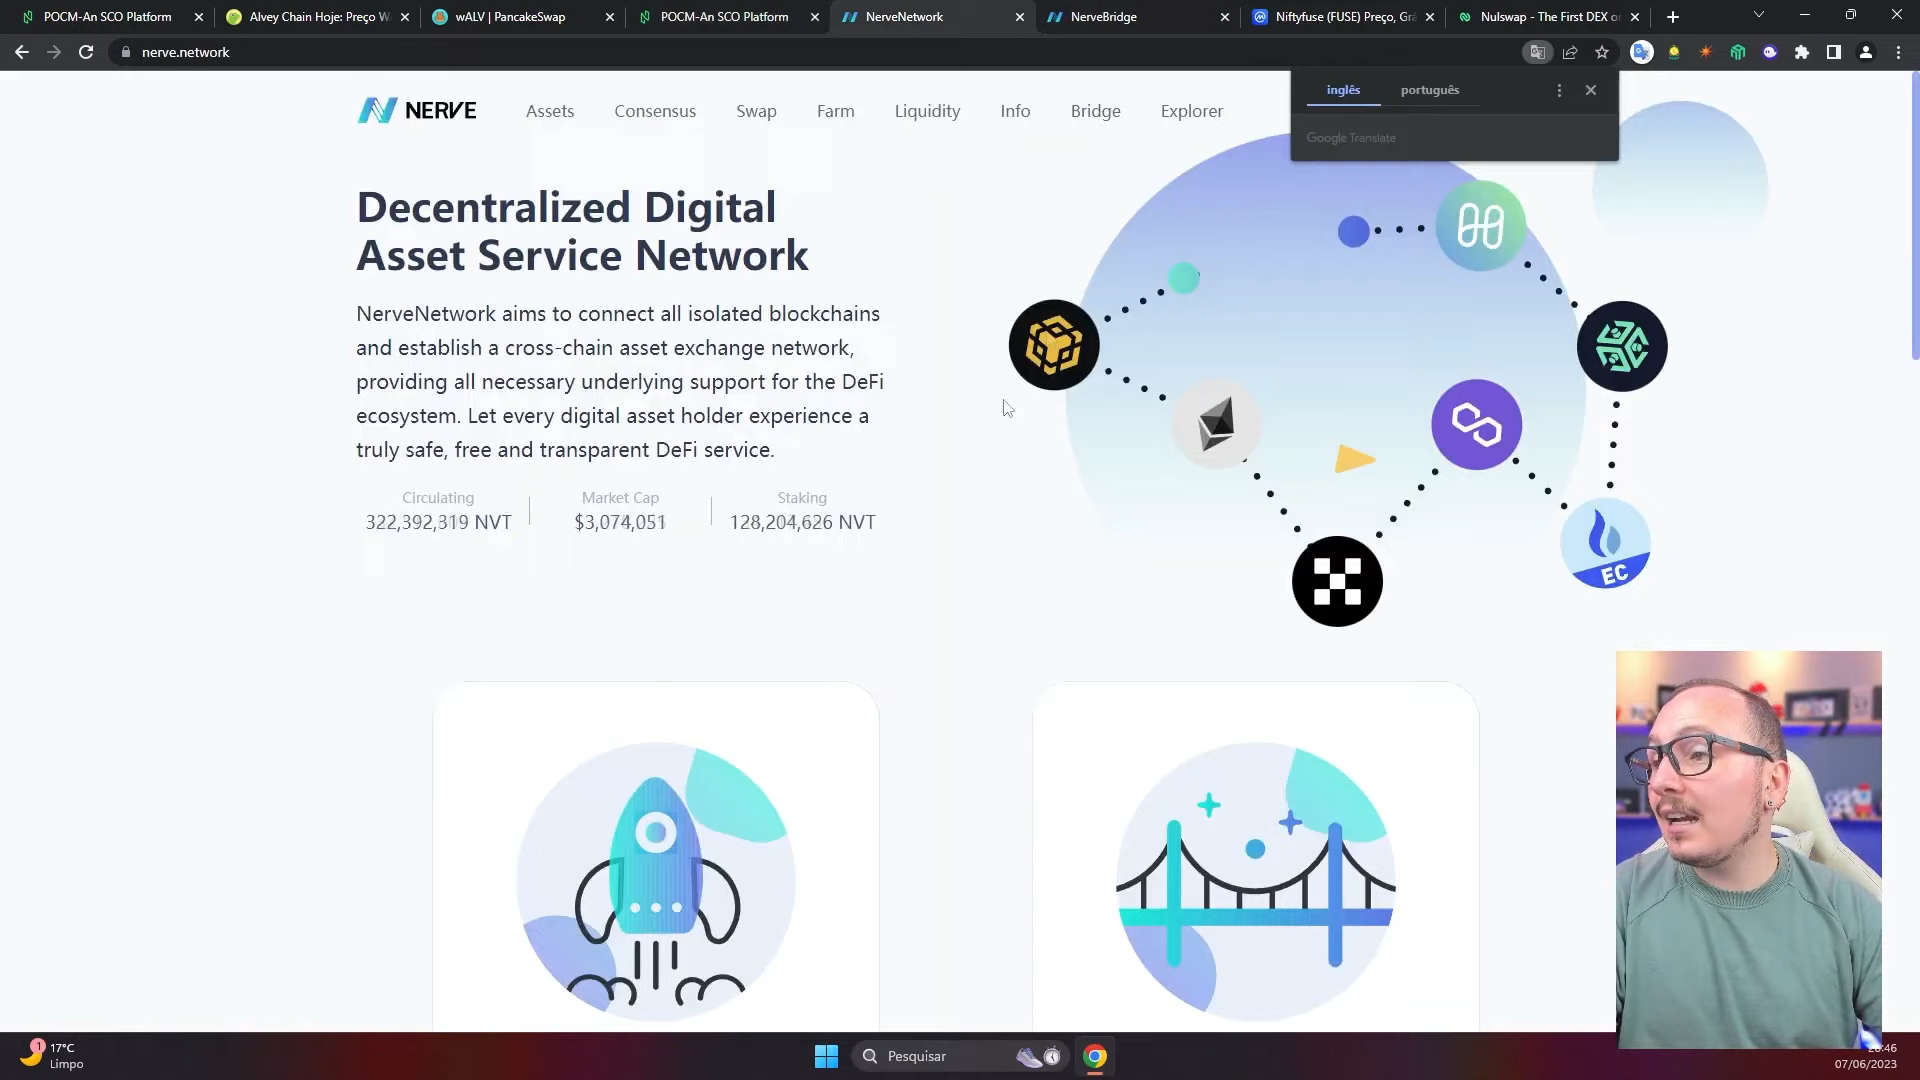 POCM-An SCO Platform
Alvey Chain Hoje: Preço W
wALV | PancakeSwap
POCM-An SCO Platform
NerveNetwork
NerveBridge
Niftyfuse (FUSE) Preço, Grá
Nulswap - The First DEX on
nerve.network
inglês
português
Google Translate
NERVE
Assets
Consensus
Swap
Farm
Liquidity
Info
Bridge
Explorer
Decentralized Digital
Asset Service Network
NerveNetwork aims to connect all isolated blockchains
and establish a cross-chain asset exchange network,
providing all necessary underlying support for the DeFi
ecosystem. Let every digital asset holder experience a
truly safe, free and transparent DeFi service.
Circulating
Market Cap
Staking
322,392,819 NVT
$3,074,051
128,204,626 NVT
EC
1
17°C
Limpo
Pesquisar
07/06/2023